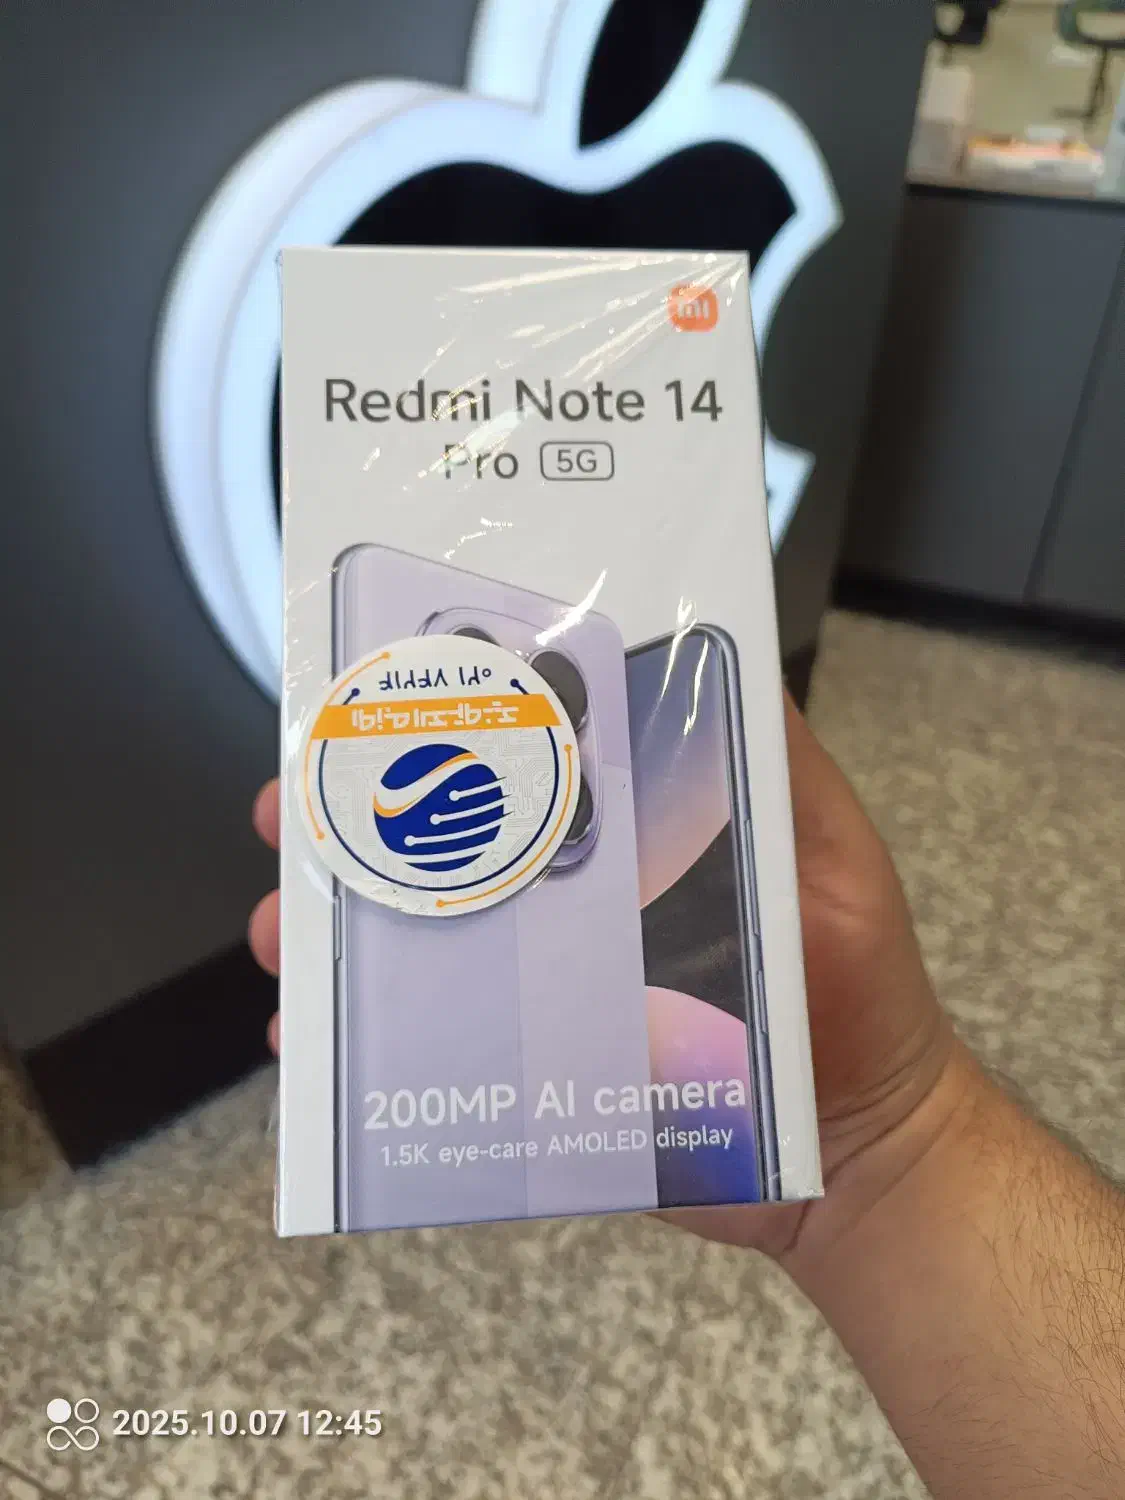 mi
Redmi Note 14
Pro 5G
200MP AI camera
1.5K eye-care AMOLED display
2025.10.07 12:45